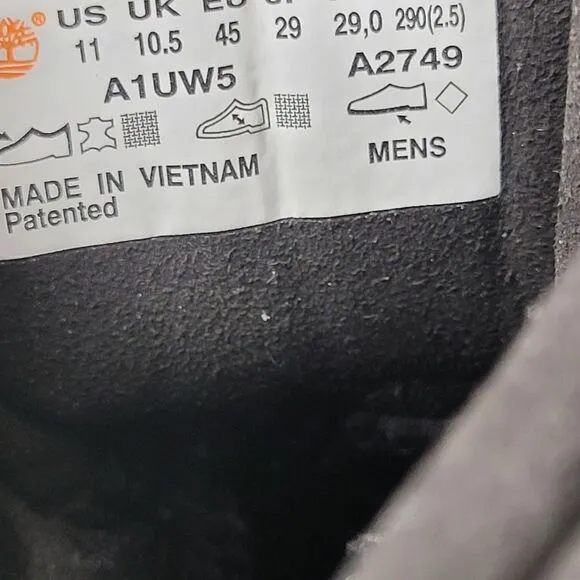 ® US UK EU
11 10.5 45 29 29,0 290(2.5)
A1UW5 A2749
MENS
MADE IN VIETNAM
Patented